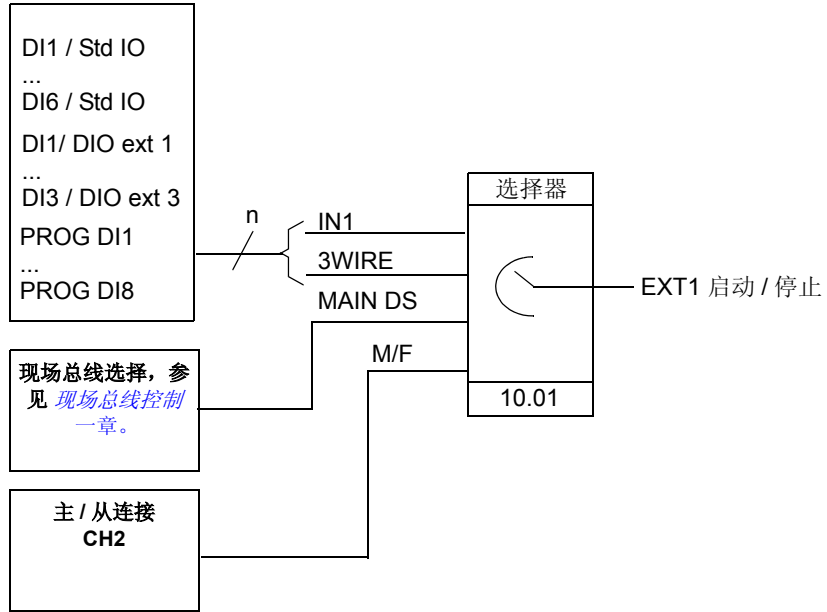 DI1 / Std IO
...
DI6 / Std IO
DI1/ DIO ext 1
...
DI3 / DIO ext 3
PROG DI1
...
PROG DI8
n
IN1
3WIRE
MAIN DS
M/F
选择器
10.01
EXT1 启动 / 停止
现场总线选择，参
见 现场总线控制
一章。
主 / 从连接
CH2